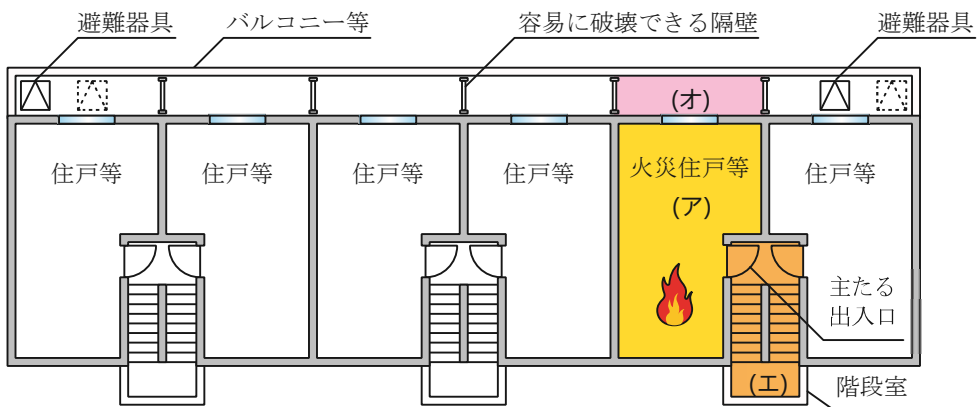 避難器具
バルコニー等
容易に破壊できる隔壁
避難器具
(オ)
住戸等
住戸等
住戸等
住戸等
火災住戸等
(ア)
住戸等
主たる
出入口
(エ)
階段室